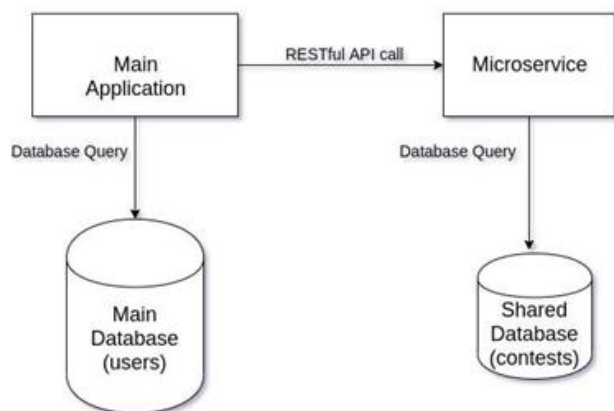 Main
Application
RESTful API call
Microservice
Database Query
Database Query
Main
Database
(users)
Shared
Database
(contests)